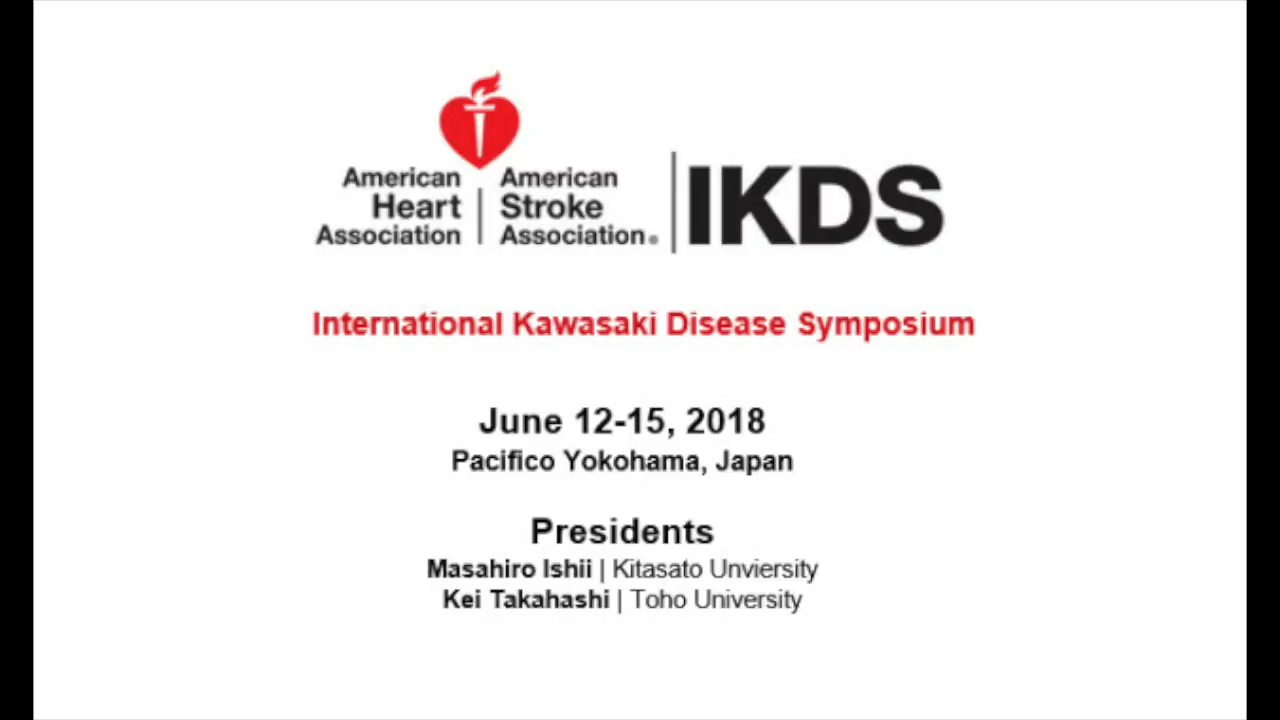 American
Heart
Association
American
Stroke
Association®
IKDS
International Kawasaki Disease Symposium
June 12-15, 2018
Pacifico Yokohama, Japan
Presidents
Masahiro Ishii | Kitasato Unviersity
Kei Takahashi | Toho University